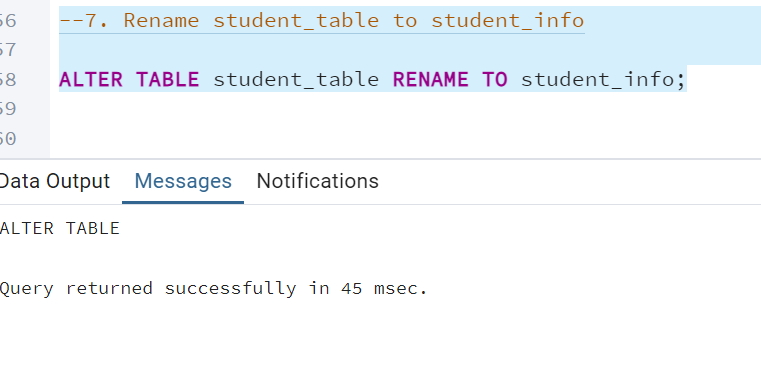 56 --7. Rename student_table to student_info
57
58 ALTER TABLE student_table RENAME TO student_info;
59
60
Data Output Messages Notifications
ALTER TABLE
Query returned successfully in 45 msec.